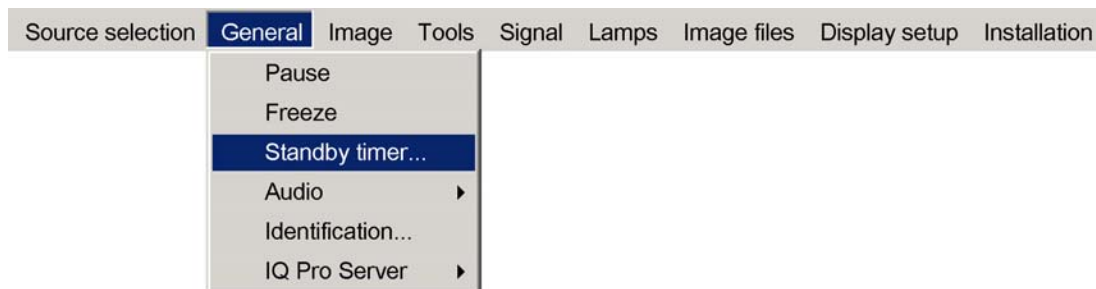 Source selection General Image Tools Signal Lamps Image files Display setup Installation
Pause
Freeze
Standby timer...
Audio
Identification...
IQ Pro Server